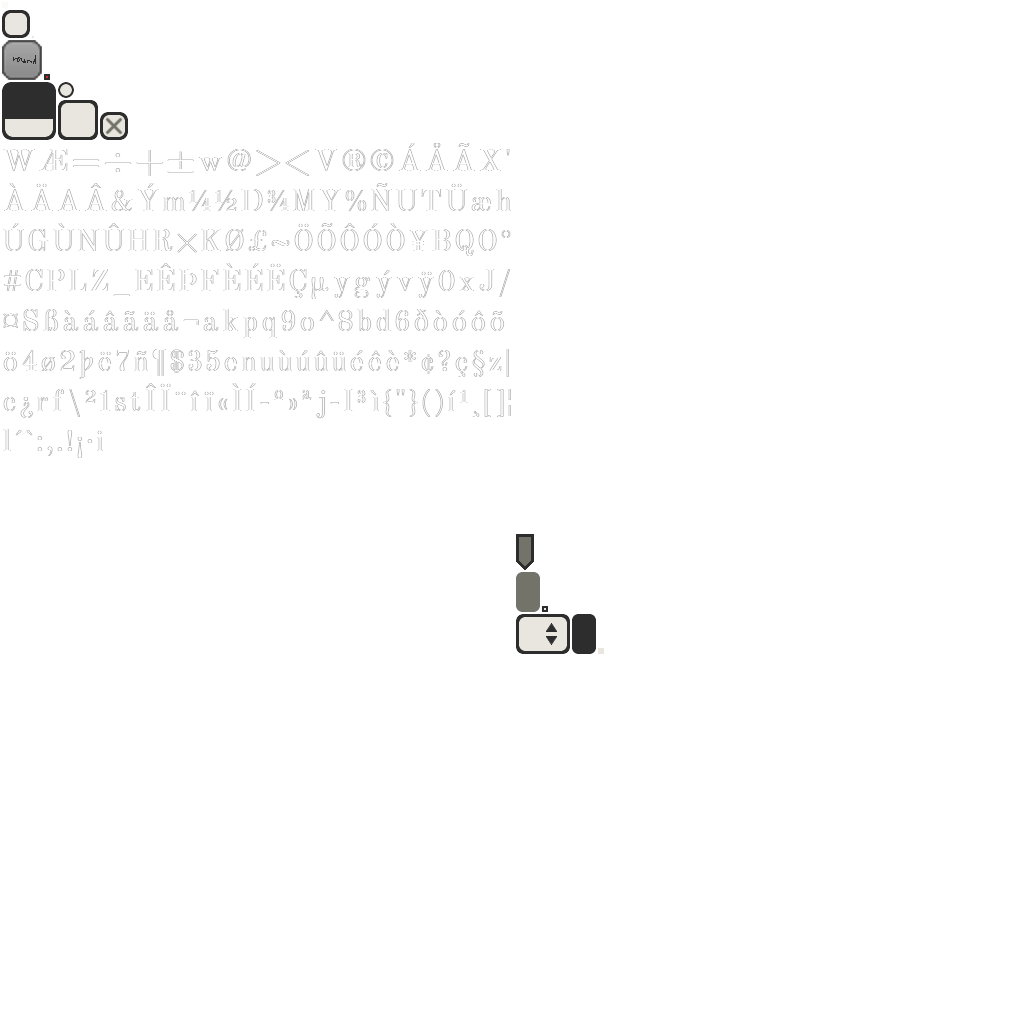 round
W Æ = ÷ + ± w @ > < V ® © Á Å Ã X '
À Ä A Â & Ý m ¼ ½ D ¾ M Y % Ñ U T Ü æ h
Ú G Ù N Û H R × K Ø £ ~ Ö Õ Ô Ó Ò ¥ B Q O °
# C P L Z _ E Ê Þ F È É Ë Ç µ y g ý v ÿ 0 x J /
¤ S ß à á â ã ä å ¬ a k p q 9 o ^ 8 b d 6 ð ò ó ô õ
ö 4 ø 2 þ ë 7 ñ ¶ $ 3 5 e n u ù ú û ü é ê è * ¢ ? ç § z |
c ¿ r f \ ² 1 s t Î Ï ¨ î ï « Ì Í - º » ª j - I ³ ì { " } ( ) í ¹ ¸ [ ] ¦
l ´ ` : , . ! ¡ · i